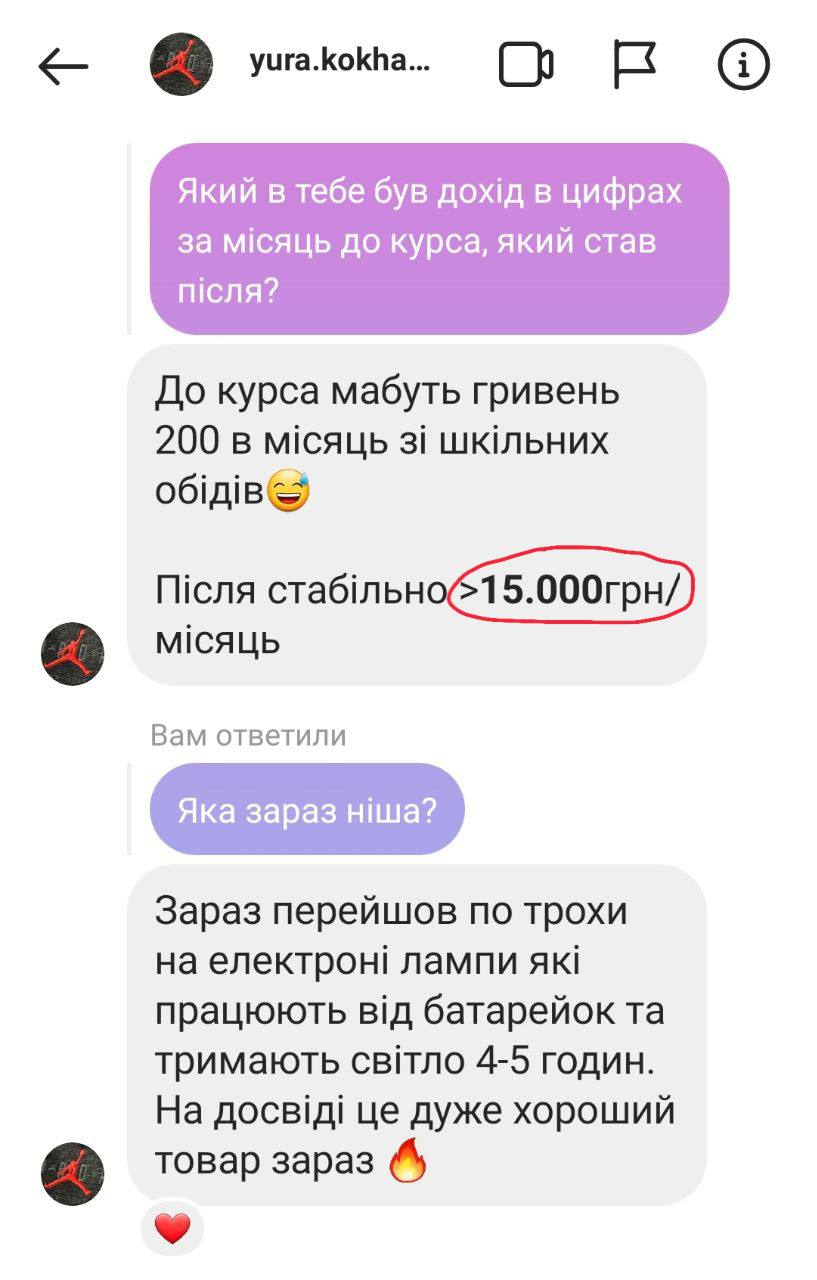 yura.kokha...
Який в тебе був дохід в цифрах
за місяць до курса, який став
після?
До курса мабуть гривень
200 в місяць зі шкільних
обідів😅
Після стабільно >15.000грн/
місяць
Вам ответили
Яка зараз ніша?
Зараз перейшов по трохи
на електроні лампи які
працюють від батарейок та
тримають світло 4-5 годин.
На досвіді це дуже хороший
товар зараз 🔥
❤️